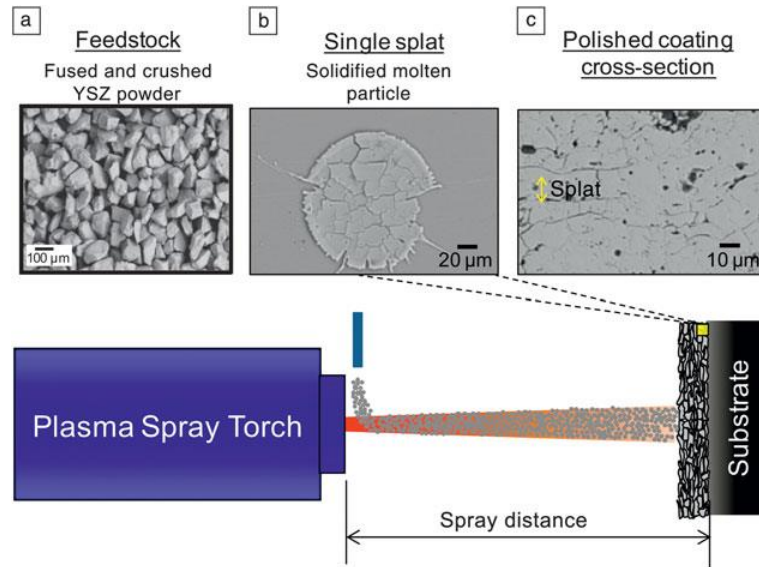 a
Feedstock
Fused and crushed
YSZ powder
100 µm
b
Single splat
Solidified molten
particle
20 µm
c
Polished coating
cross-section
Splat
10 µm
Plasma Spray Torch
Substrate
Spray distance